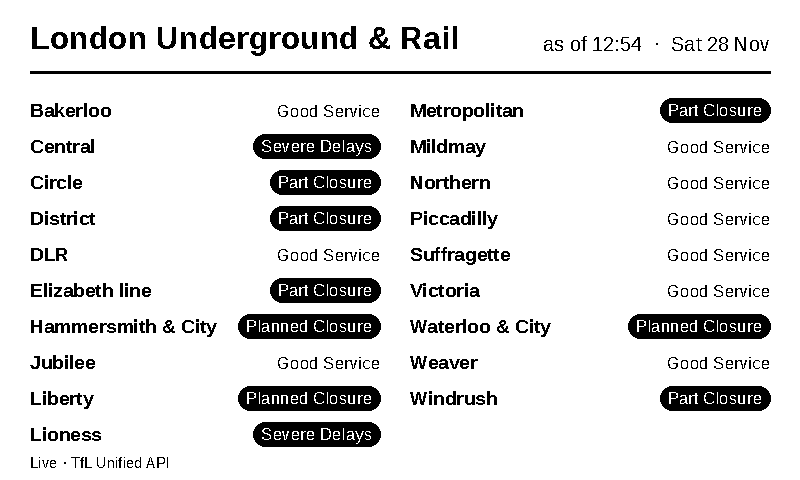 London Underground & Rail
as of 12:54 · Sat 28 Nov
Bakerloo Good Service
Central Severe Delays
Circle Part Closure
District Part Closure
DLR Good Service
Elizabeth line Part Closure
Hammersmith & City Planned Closure
Jubilee Good Service
Liberty Planned Closure
Lioness Severe Delays
Metropolitan Part Closure
Mildmay Good Service
Northern Good Service
Piccadilly Good Service
Suffragette Good Service
Victoria Good Service
Waterloo & City Planned Closure
Weaver Good Service
Windrush Part Closure
Live · TfL Unified API